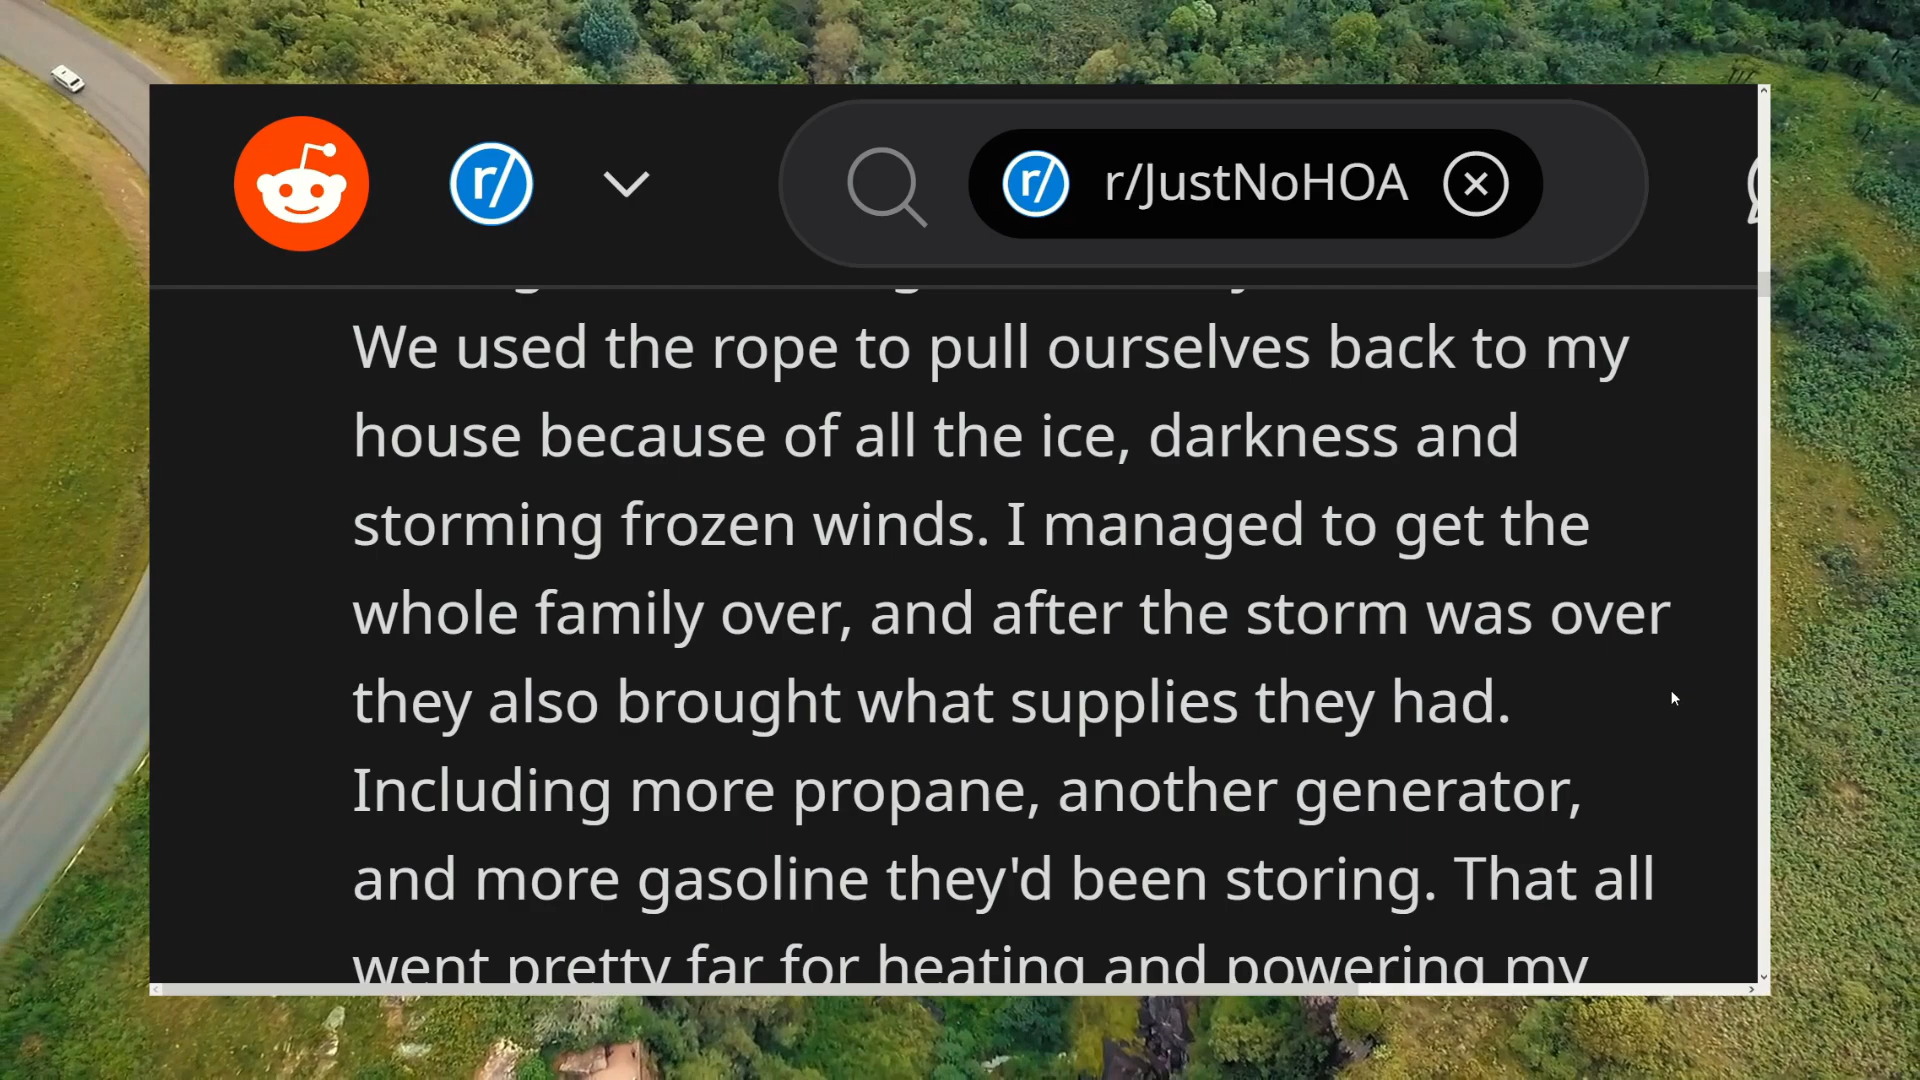 r/ r/ r/JustNoHOA
We used the rope to pull ourselves back to my
house because of all the ice, darkness and
storming frozen winds. I managed to get the
whole family over, and after the storm was over
they also brought what supplies they had.
Including more propane, another generator,
and more gasoline they'd been storing. That all
went pretty far for heating and powering my